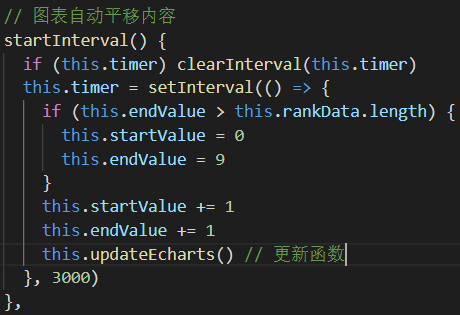 // 图表自动平移内容
startInterval() {
  if (this.timer) clearInterval(this.timer)
  this.timer = setInterval(() => {
    if (this.endValue > this.rankData.length) {
      this.startValue = 0
      this.endValue = 9
    }
    this.startValue += 1
    this.endValue += 1
    this.updateEcharts() // 更新函数
  }, 3000)
},